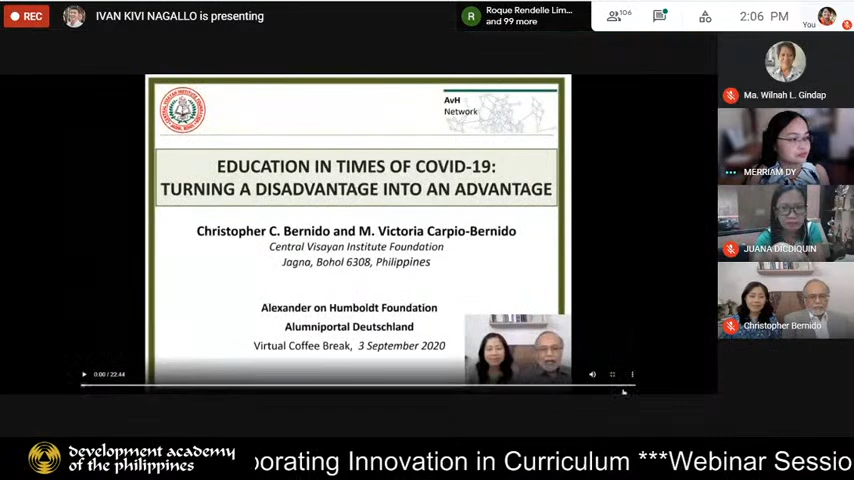 REC
IVAN KIVI NAGALLO is presenting
R
Roque Rendelle Lim...
and 99 more
106
2:06 PM
You
Ma. Wilnah L. Gindap
MERRIAM DY
JUANA DICDIQUIN
Christopher Bernido
AvH
Network
EDUCATION IN TIMES OF COVID-19:
TURNING A DISADVANTAGE INTO AN ADVANTAGE
Christopher C. Bernido and M. Victoria Carpio-Bernido
Central Visayan Institute Foundation
Jagna, Bohol 6308, Philippines
Alexander on Humboldt Foundation
Alumniportal Deutschland
Virtual Coffee Break, 3 September 2020
0:00 / 22:44
development academy
of the philippines
orating Innovation in Curriculum ***Webinar Sessio